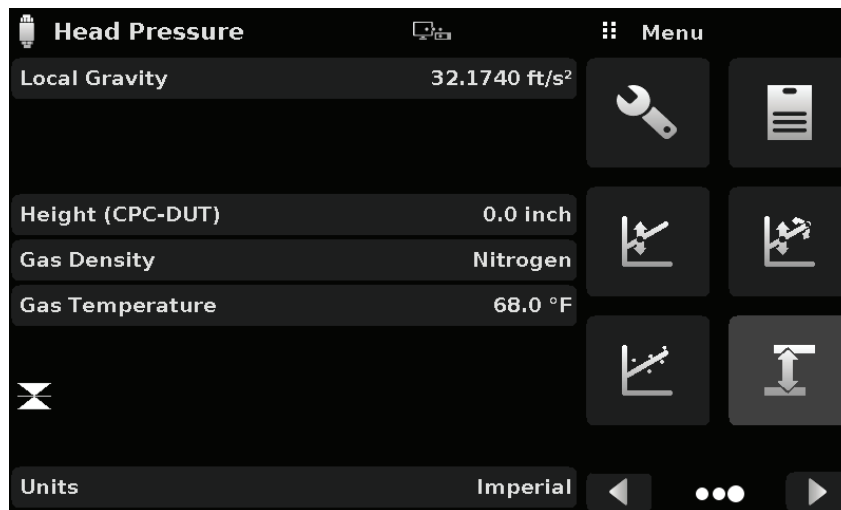 Head Pressure
Menu
Local Gravity 32.1740 ft/s²
Height (CPC-DUT) 0.0 inch
Gas Density Nitrogen
Gas Temperature 68.0 °F
Units Imperial